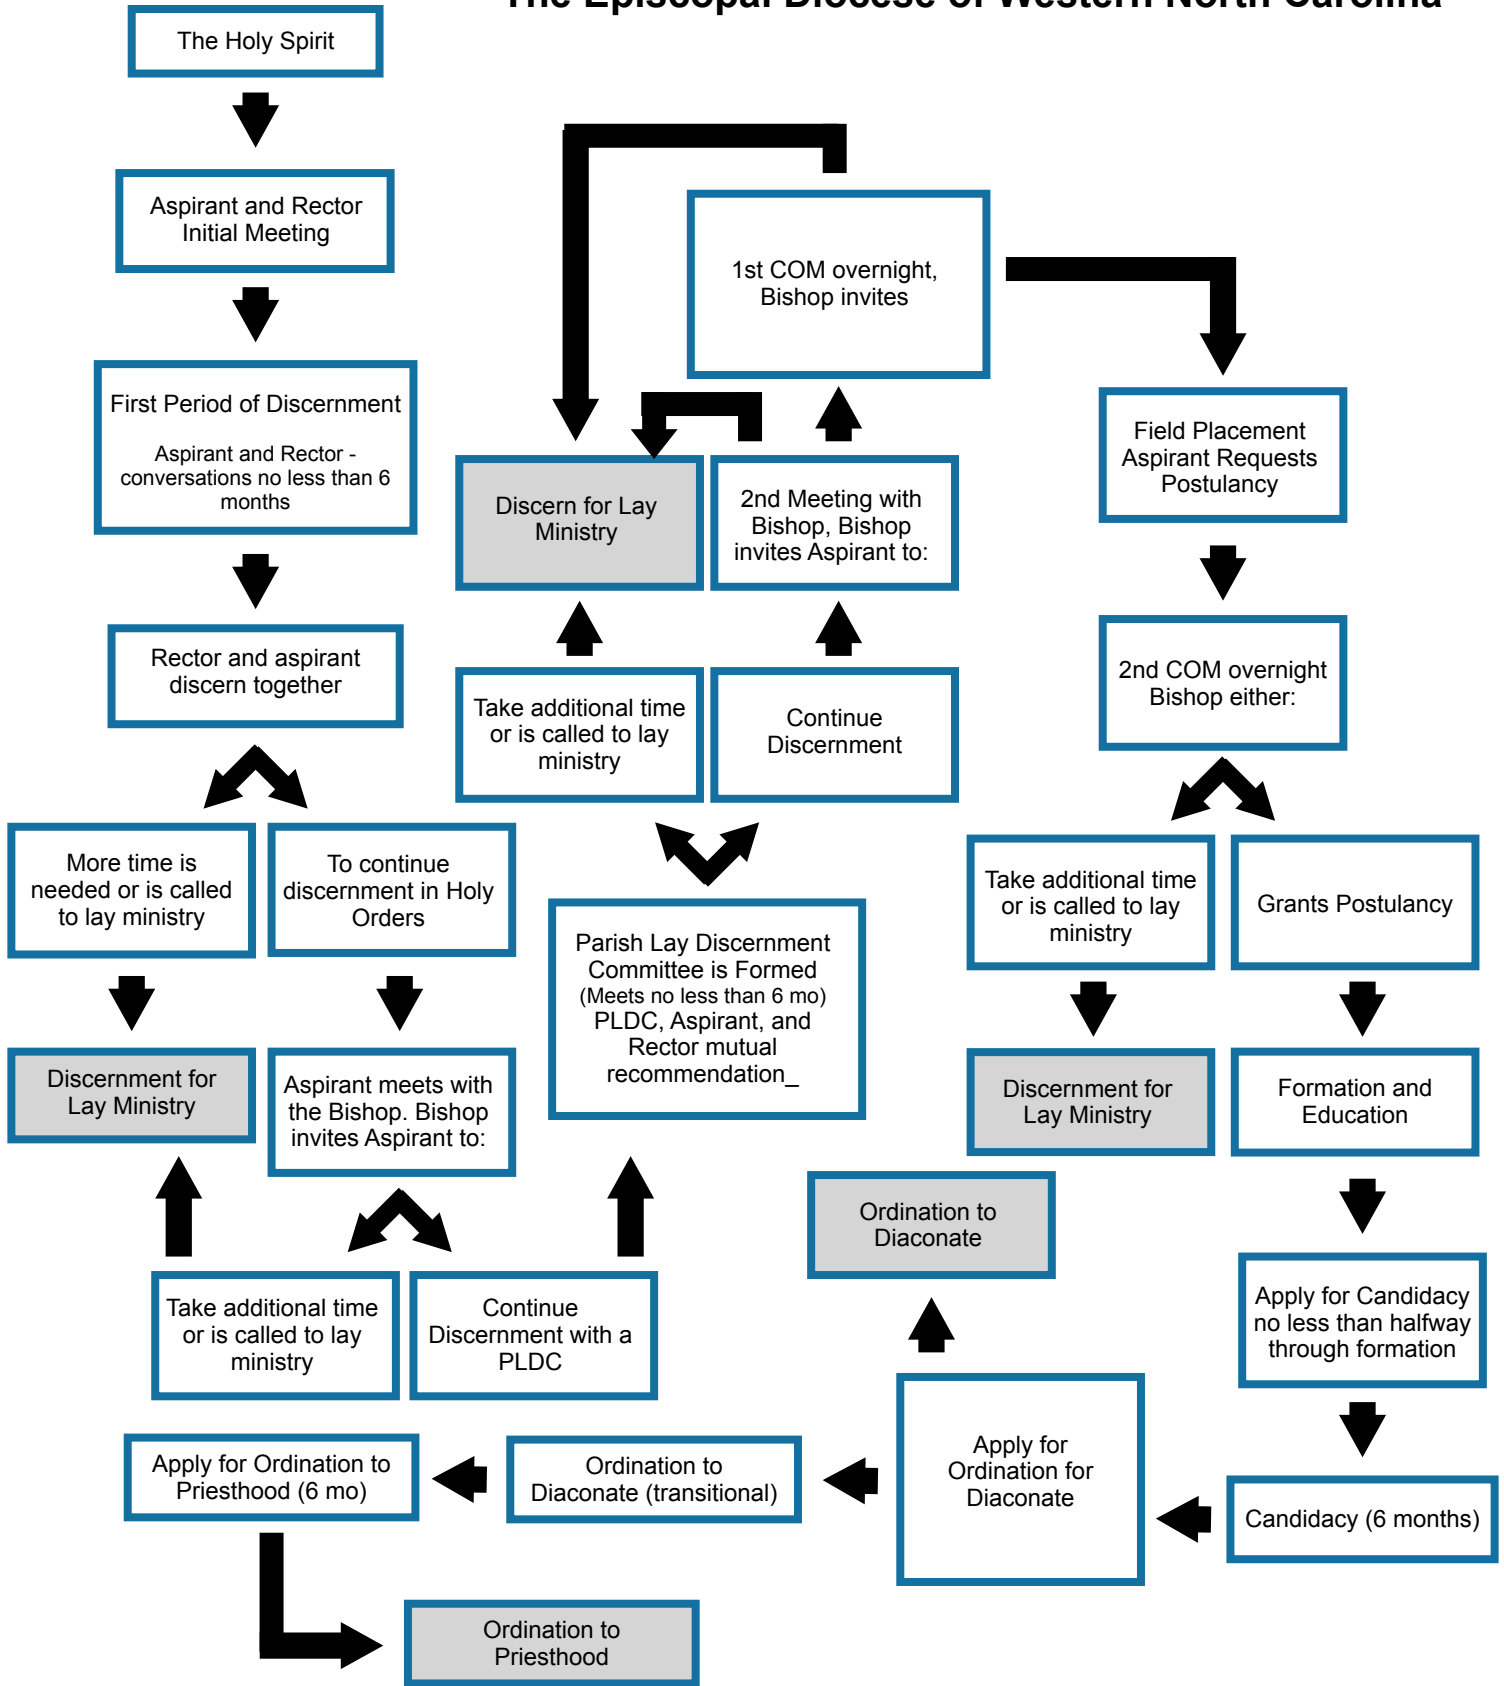 The Episcopal Diocese of Western North Carolina
The Holy Spirit
Aspirant and Rector
Initial Meeting
First Period of Discernment
Aspirant and Rector -
conversations no less than 6
months
Rector and aspirant
discern together
More time is
needed or is called
to lay ministry
To continue
discernment in Holy
Orders
Discernment for
Lay Ministry
Aspirant meets with
the Bishop. Bishop
invites Aspirant to:
Take additional time
or is called to lay
ministry
Continue
Discernment with a
PLDC
Parish Lay Discernment
Committee is Formed
(Meets no less than 6 mo)
PLDC, Aspirant, and
Rector mutual
recommendation_
Take additional time
or is called to lay
ministry
Continue
Discernment
Discern for Lay
Ministry
2nd Meeting with
Bishop, Bishop
invites Aspirant to:
1st COM overnight,
Bishop invites
Field Placement
Aspirant Requests
Postulancy
2nd COM overnight
Bishop either:
Take additional time
or is called to lay
ministry
Grants Postulancy
Discernment for
Lay Ministry
Formation and
Education
Apply for Candidacy
no less than halfway
through formation
Candidacy (6 months)
Apply for
Ordination for
Diaconate
Ordination to
Diaconate
Ordination to
Diaconate (transitional)
Apply for Ordination to
Priesthood (6 mo)
Ordination to
Priesthood